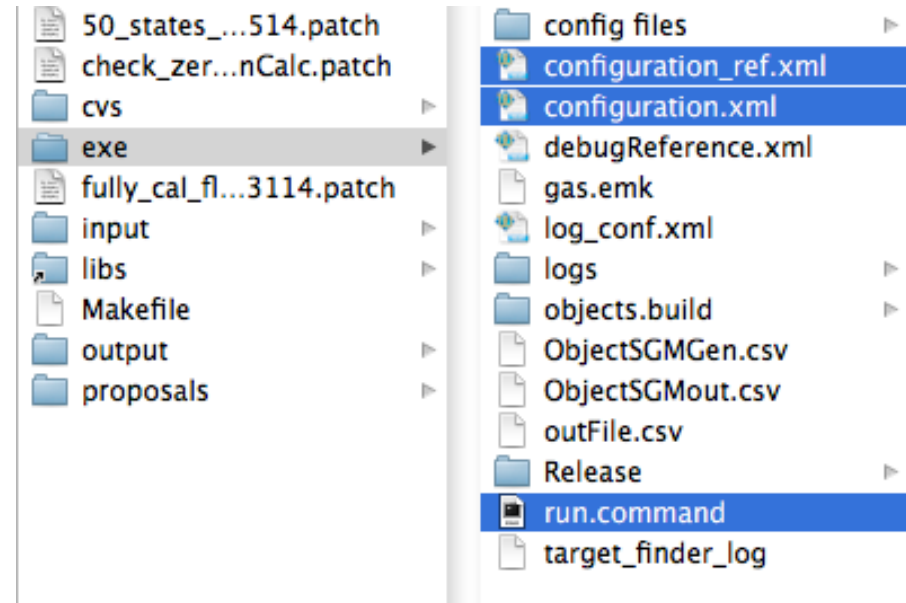 50_states_...514.patch
check_zer...nCalc.patch
cvs
exe
fully_cal_fl...3114.patch
input
libs
Makefile
output
proposals
config files
configuration_ref.xml
configuration.xml
debugReference.xml
gas.emk
log_conf.xml
logs
objects.build
ObjectSGMGen.csv
ObjectSGMout.csv
outFile.csv
Release
run.command
target_finder_log